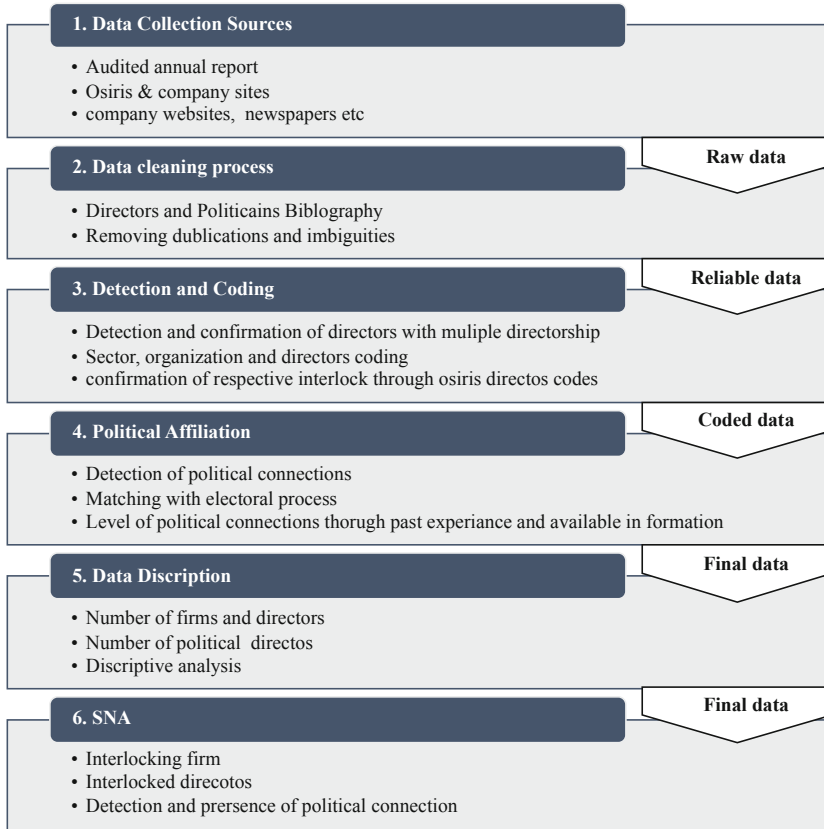 1. Data Collection Sources
• Audited annual report
• Osiris & company sites
• company websites, newspapers etc
Raw data
2. Data cleaning process
• Directors and Politicains Biblography
• Removing dublications and imbiguities
Reliable data
3. Detection and Coding
• Detection and confirmation of directors with muliple directorship
• Sector, organization and directors coding
• confirmation of respective interlock through osiris directos codes
Coded data
4. Political Affiliation
• Detection of political connections
• Matching with electoral process
• Level of political connections thorugh past experiance and available in formation
Final data
5. Data Discription
• Number of firms and directors
• Number of political directos
• Discriptive analysis
Final data
6. SNA
• Interlocking firm
• Interlocked direcotos
• Detection and prersence of political connection